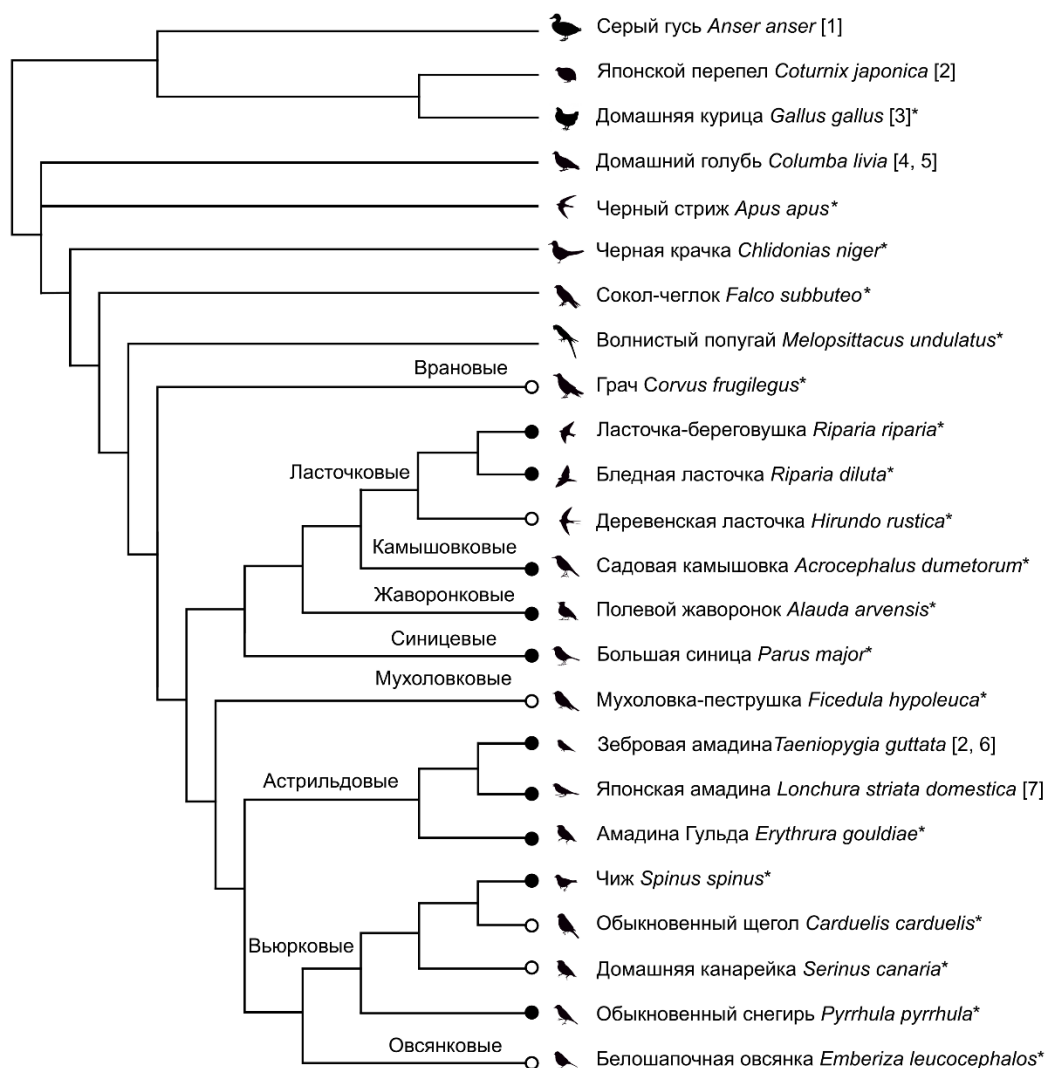 Серый гусь Anser anser [1]
Японской перепел Coturnix japonica [2]
Домашняя курица Gallus gallus [3]*
Домашний голубь Columba livia [4, 5]
Черный стриж Apus apus*
Черная крачка Chlidonias niger*
Сокол-чеглок Falco subbuteo*
Волнистый попугай Melopsittacus undulatus*
Врановые
Грач Corvus frugilegus*
Ласточка-береговушка Riparia riparia*
Ласточковые
Бледная ласточка Riparia diluta*
Деревенская ласточка Hirundo rustica*
Камышовковые
Садовая камышовка Acrocephalus dumetorum*
Жаворонковые
Полевой жаворонок Alauda arvensis*
Синицевые
Большая синица Parus major*
Мухоловковые
Мухоловка-пеструшка Ficedula hypoleuca*
Зебровая амадинаTaeniopygia guttata [2, 6]
Астрильдовые
Японская амадина Lonchura striata domestica [7]
Амадина Гульда Erythrura gouldiae*
Чиж Spinus spinus*
Обыкновенный щегол Carduelis carduelis*
Вьюрковые
Домашняя канарейка Serinus canaria*
Обыкновенный снегирь Pyrrhula pyrrhula*
Овсянковые
Белошапочная овсянка Emberiza leucocephalos*